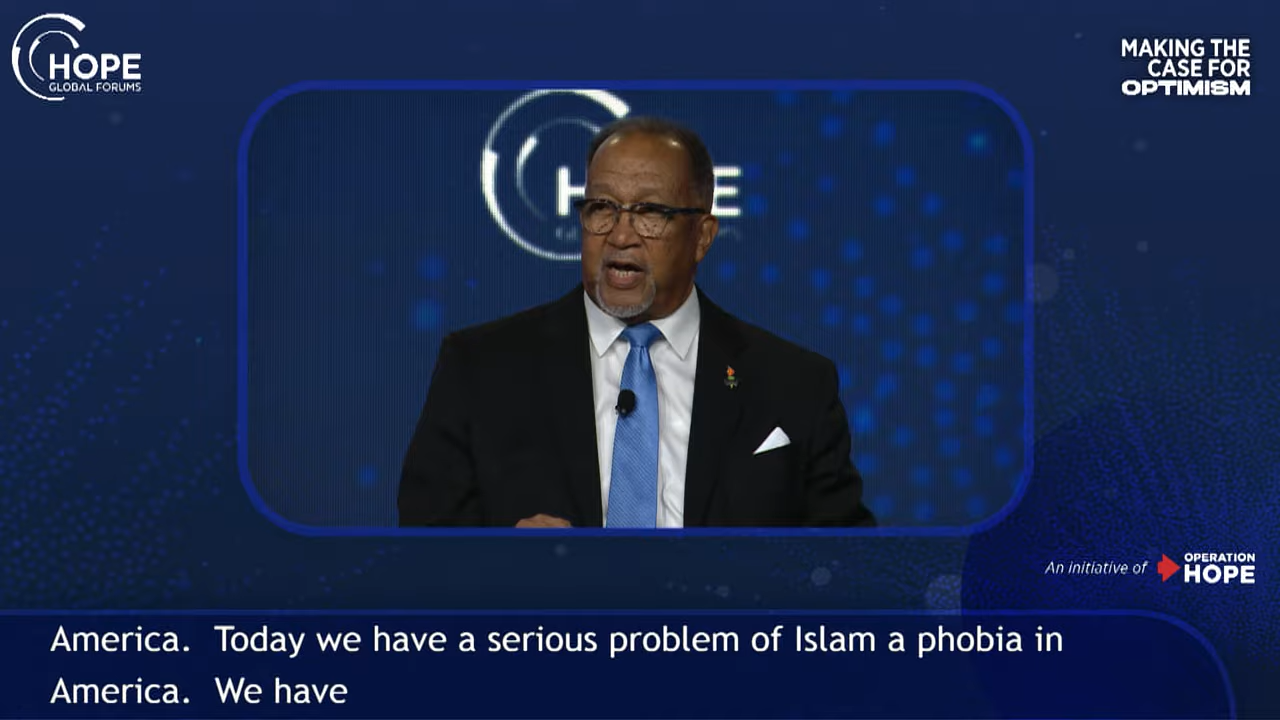 HOPE
GLOBAL FORUMS
MAKING THE
CASE FOR
OPTIMISM
H E
An initiative of
OPERATION
HOPE
America. Today we have a serious problem of Islam a phobia in
America. We have